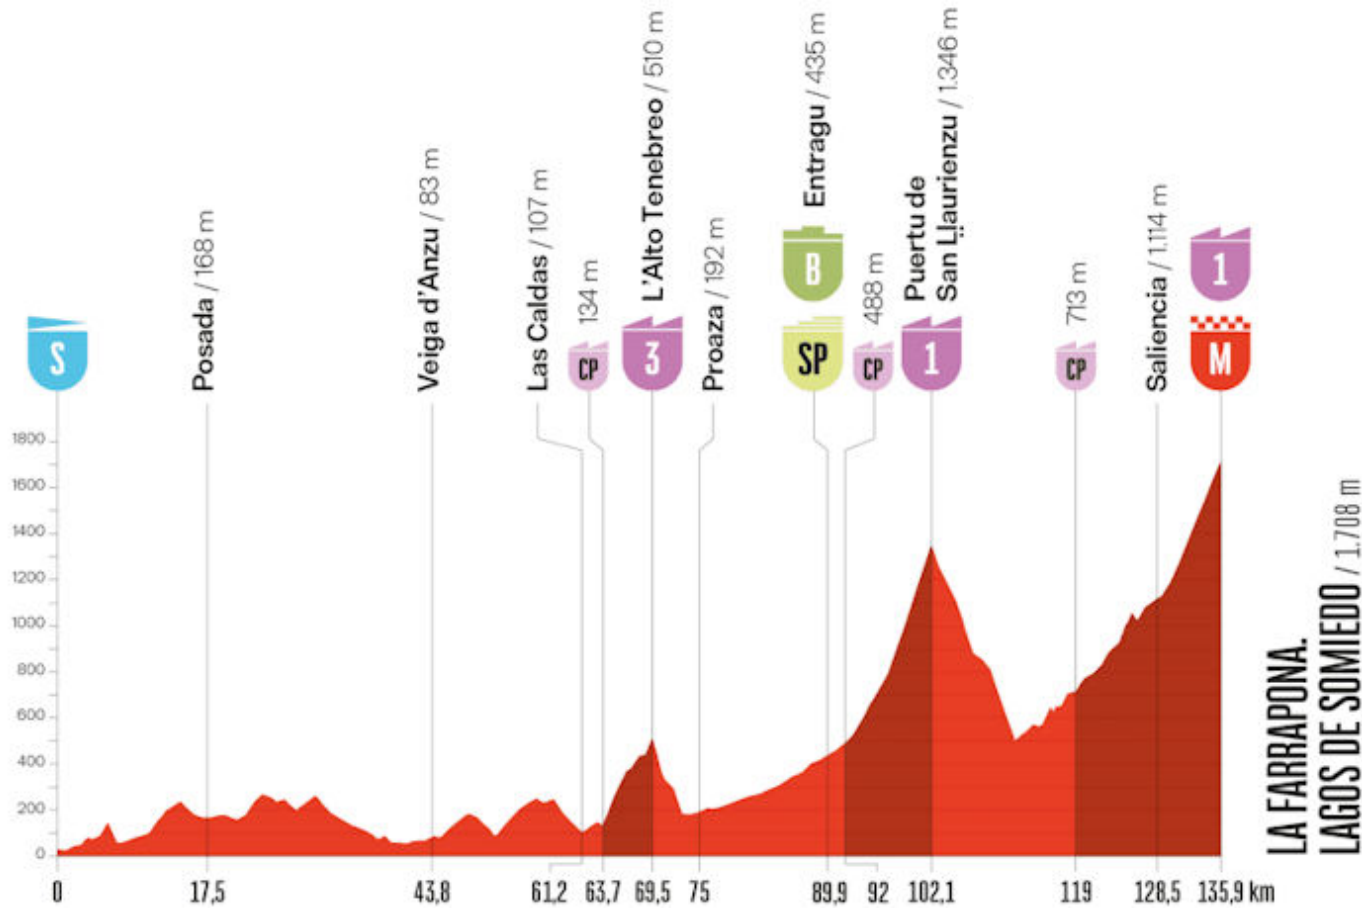 Posada / 168 m
Veiga d'Anzu / 83 m
Las Caldas / 107 m
134 m
L'Alto Tenebreo / 510 m
Proaza / 192 m
Entragu / 435 m
488 m
Puertu de
San Ḷḷaurienzu / 1.346 m
713 m
Saliencia / 1.114 m
B
1
S
CP
3
SP
CP
1
CP
M
1800
1600
1400
1200
1000
800
600
400
200
0
0
17,5
43,8
61,2
63,7
69,5
75
89,9
92
102,1
119
128,5
135,9 km
LA FARRAPONA.
LAGOS DE SOMIEDO / 1.708 m